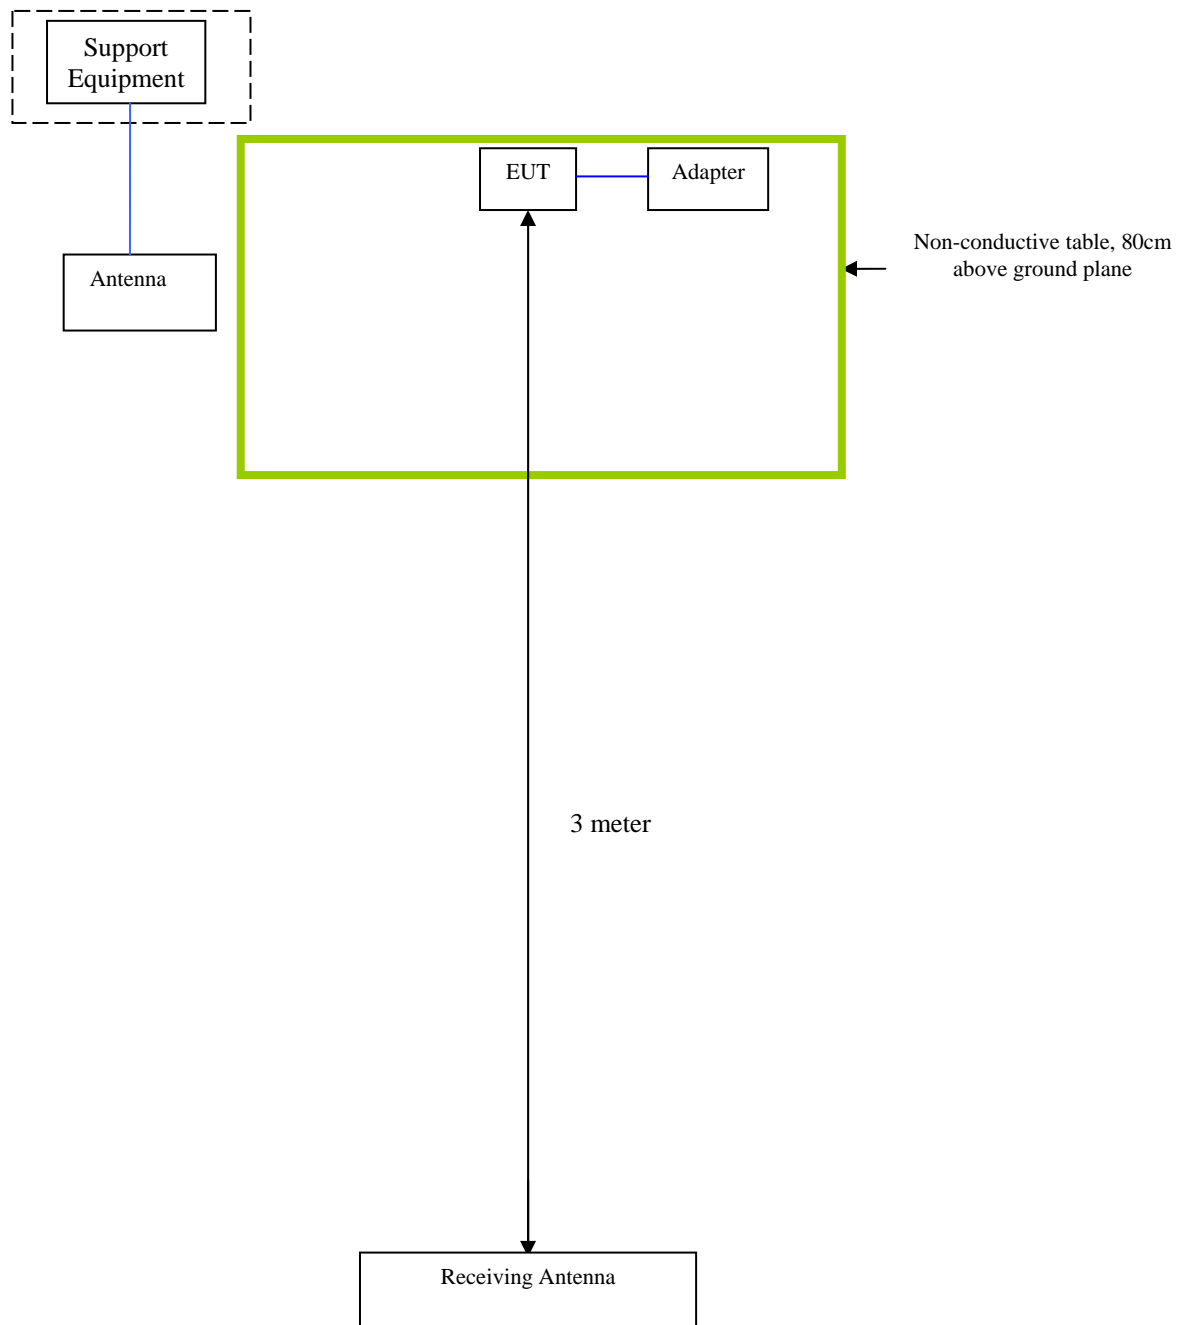 Support
Equipment
EUT
Adapter
Antenna
Non-conductive table, 80cm
above ground plane
3 meter
Receiving Antenna